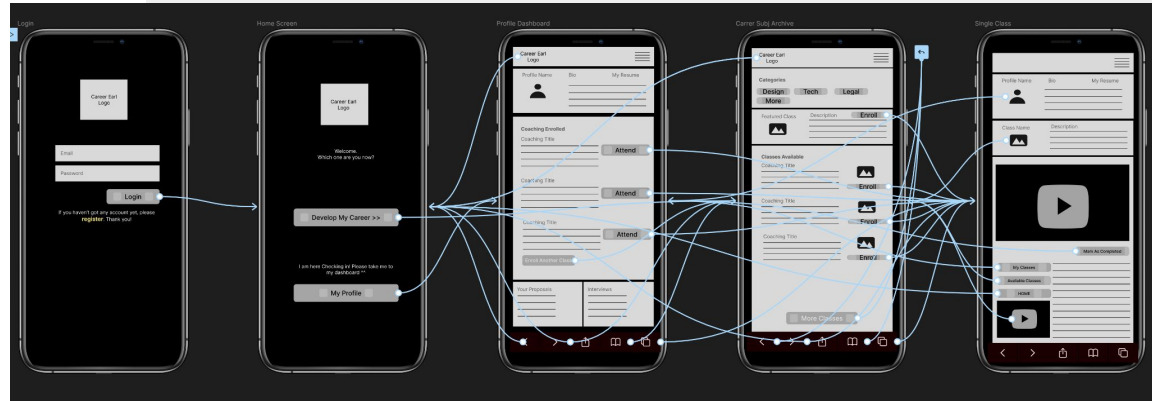 Login
Career Earl
Logo
Email
Password
Login
If you haven't got any account yet, please
register. Thank you!
Home Screen
Career Earl
Logo
Welcome.
Which one are you now?
Develop My Career >>
I am here Checking in! Please take me to
my dashboard ^^
My Profile
Profile Dashboard
Career Earl
Logo
Profile Name Bio My Resume
Coaching Enrolled
Coaching Title
Attend
Coaching Title
Attend
Coaching Title
Attend
Enroll Another Class
Your Proposals Interviews
Carrer Subj Archive
Career Earl
Logo
Categories
Design Tech Legal
More
Featured Class Description Enroll
Classes Available
Coaching Title
Enroll
Coaching Title
Enroll
Coaching Title
Enroll
More Classes
Single Class
Profile Name Bio My Resume
Class Name Description
Mark As Completed
My Classes
Available Classes
HOME